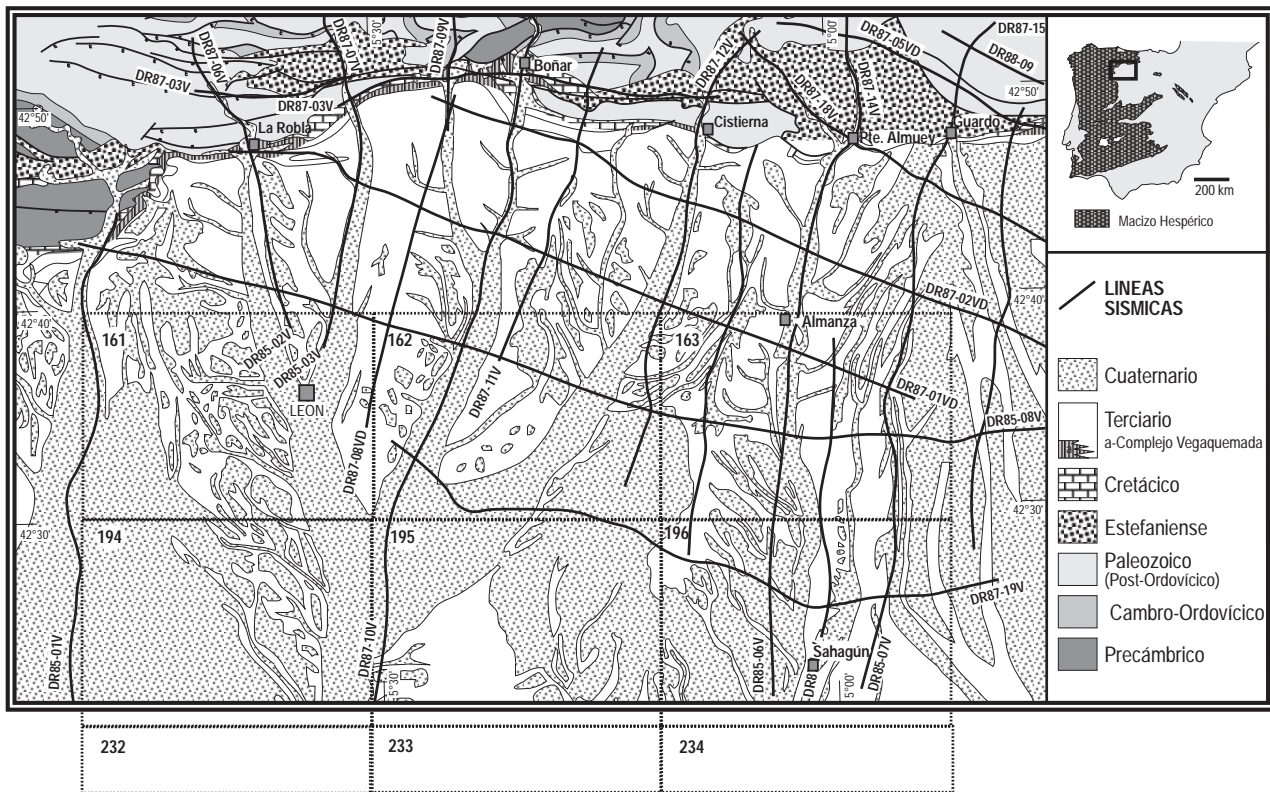 DR87-06V
DR87-07V
5°30'
DR87-09V
DR87-12V
5°00'
DR87-05VD
DR88-09
DR87-15
DR87-03V
DR87-03V
DR87-18V
DR87-14V
Boñar
42°50'
42°50'
La Robla
Cistierna
Pte. Almuey
Guardo
200 km
Macizo Hespérico
DR87-02VD
42°40'
42°40'
LINEAS
SISMICAS
161
162
163
Almanza
DR85-02V
DR85-03V
LEON
DR87-11V
DR87-01VD
DR85-08V
DR87-08VD
Cuaternario
Terciario
a-Complejo Vegaquemada
Cretácico
Estefaniense
Paleozoico
(Post-Ordovícico)
Cambro-Ordovícico
Precámbrico
42°30'
42°30'
194
195
196
DR87-19V
DR85-01V
DR87-10V
5°30'
DR85-06V
Sahagún
DR8
5°00'
DR85-07V
232
233
234